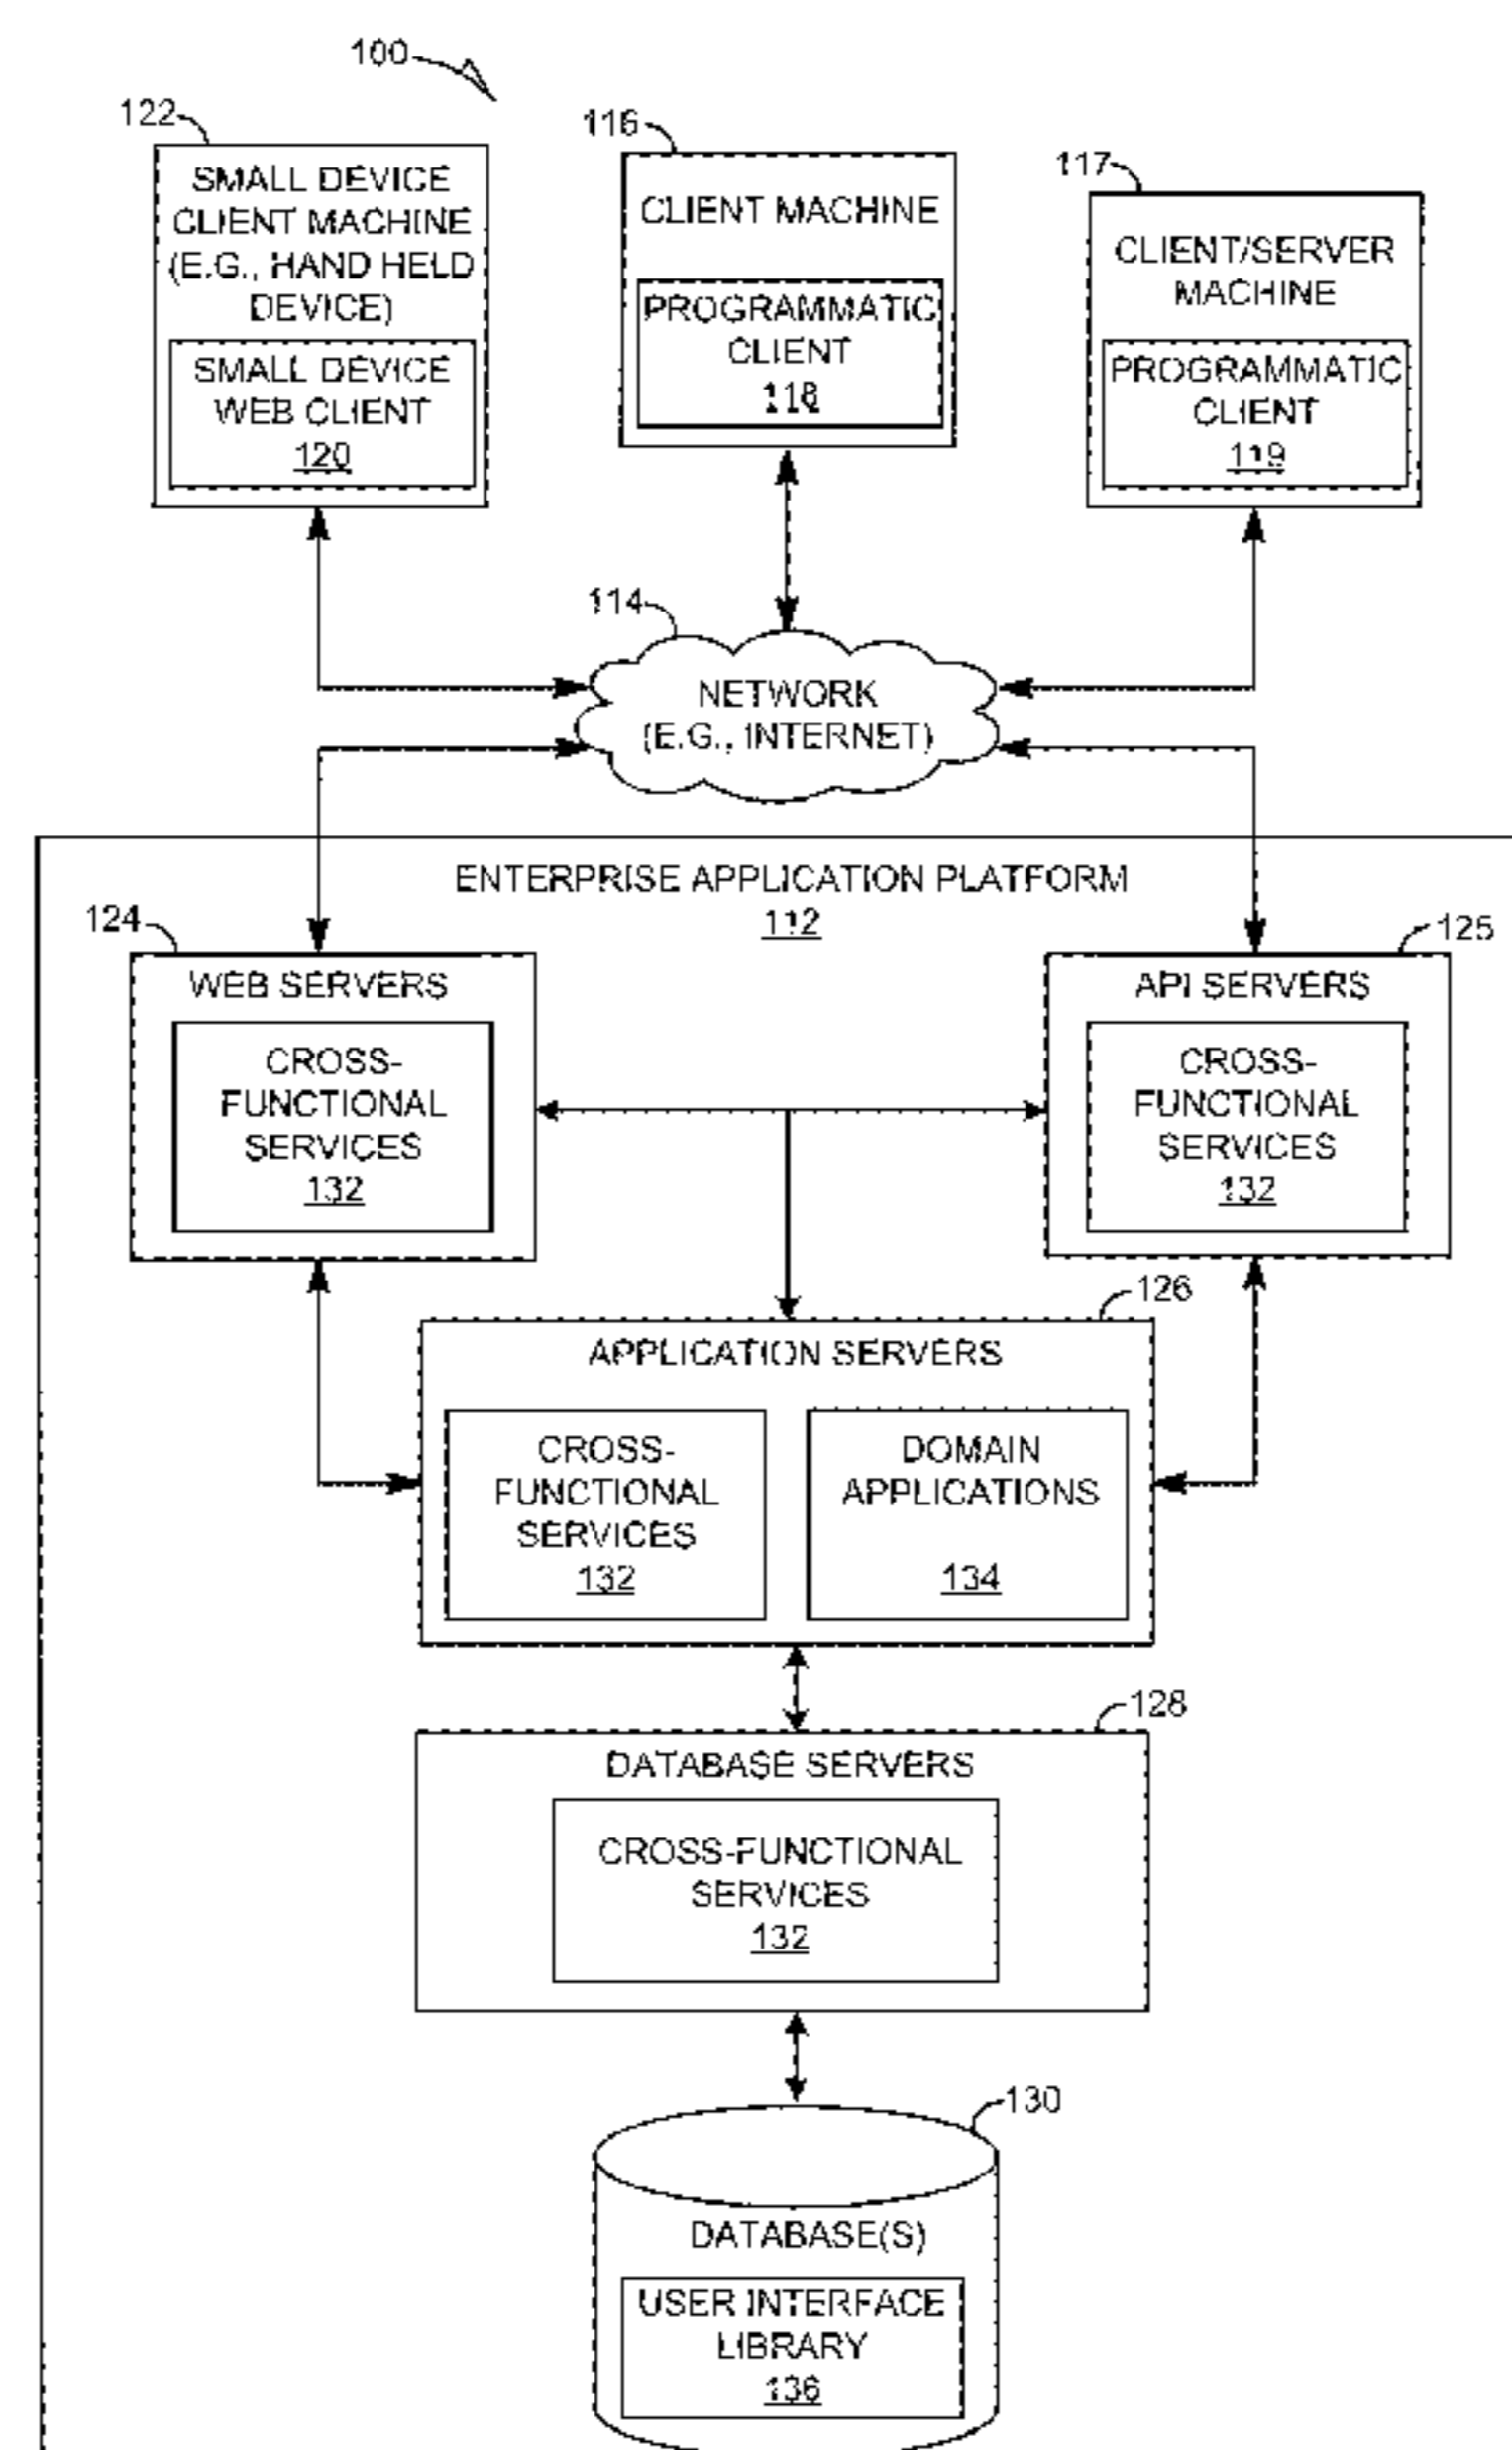 100
122
SMALL DEVICE
CLIENT MACHINE
(E.G., HAND HELD
DEVICE)
SMALL DEVICE
WEB CLIENT
120
116
CLIENT MACHINE
PROGRAMMATIC
CLIENT
118
117
CLIENT/SERVER
MACHINE
PROGRAMMATIC
CLIENT
119
114
NETWORK
(E.G., INTERNET)
ENTERPRISE APPLICATION PLATFORM
112
124
WEB SERVERS
CROSS-
FUNCTIONAL
SERVICES
132
125
API SERVERS
CROSS-
FUNCTIONAL
SERVICES
132
126
APPLICATION SERVERS
CROSS-
FUNCTIONAL
SERVICES
132
DOMAIN
APPLICATIONS
134
128
DATABASE SERVERS
CROSS-FUNCTIONAL
SERVICES
132
130
DATABASE(S)
USER INTERFACE
LIBRARY
136